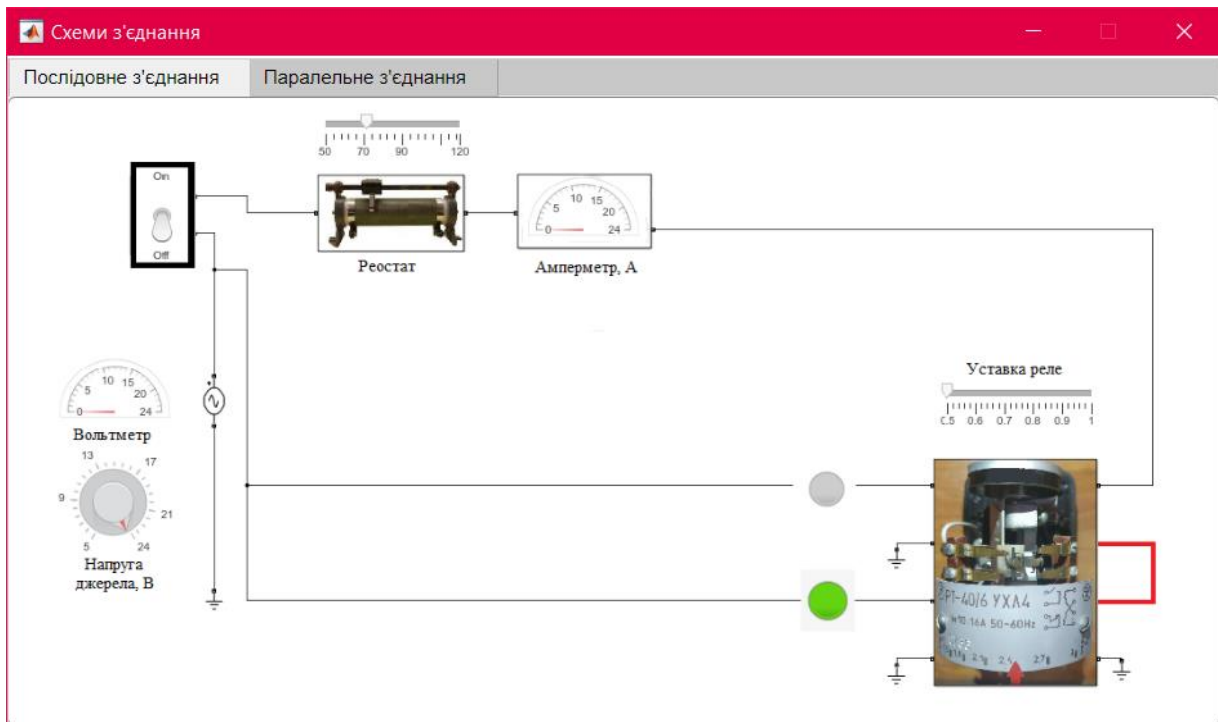 Схеми з'єднання
Послідовне з'єднання Паралельне з'єднання
50 70 90 120
On
Off
0 5 10 15 20 24
Реостат
Амперметр, А
Уставка реле
0.5 0.6 0.7 0.8 0.9 1
0 5 10 15 20 24
Вольтметр
5 9 13 17 21 24
Напруга
джерела, В
РТ-40/6 УХЛ4
16А 50-60Hz